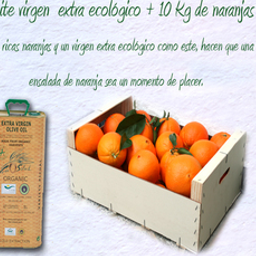 ite virgen extra ecológico + 10 Kg de naranjas
ricas naranjas y un virgen extra ecológico como este, hacen que una
ensalada de naranja sea un momento de placer.
EXTRA VIRGIN
OLIVE OIL
ORGANIC